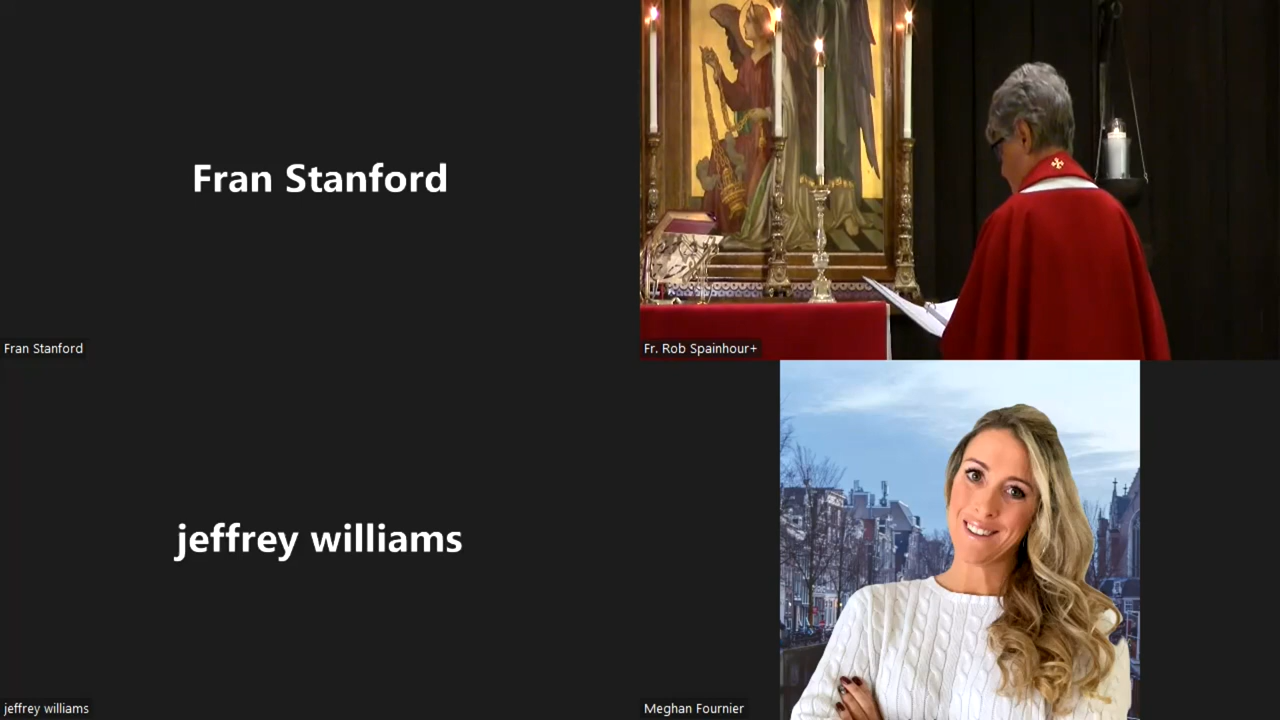 Fran Stanford
Fran Stanford
Fr. Rob Spainhour+
jeffrey williams
jeffrey williams
Meghan Fournier